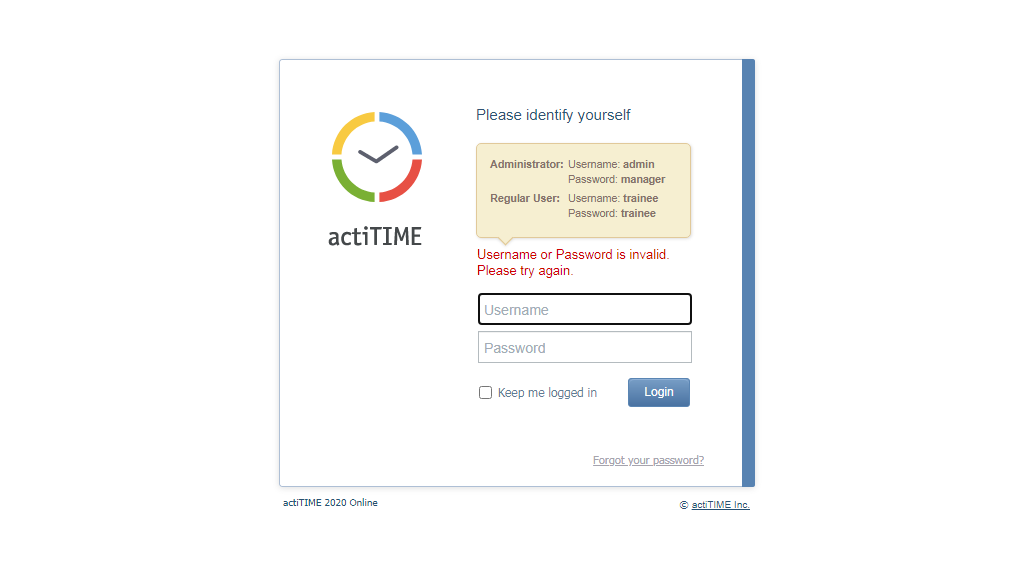 Please identify yourself
Administrator: Username: admin
Password: manager
Regular User: Username: trainee
Password: trainee
actiTIME
Username or Password is invalid.
Please try again.
Username
Password
Keep me logged in
Login
Forgot your password?
actiTIME 2020 Online
© actiTIME Inc.